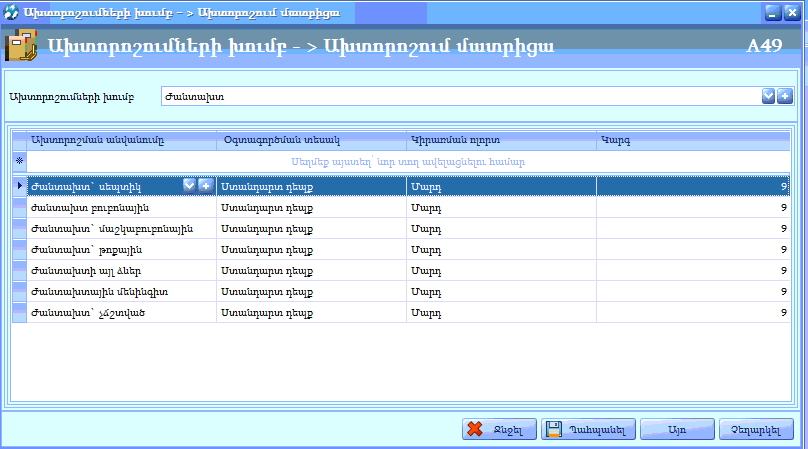 Ախտորոշումների խումբ - > Ախտորոշում մատրիցա
Ախտորոշումների խումբ - > Ախտորոշում մատրիցա A49
Ախտորոշումների խումբ Ժանտախտ
Ախտորոշման անվանումը Օգտագործման տեսակ Կիրառման ոլորտ Կարգ
Սեղմեք այստեղ՝ նոր տող ավելացնելու համար
Ժանտախտ` սեպտիկ Ստանդարտ դեպք Մարդ 9
ժանտախտ բուբոնային Ստանդարտ դեպք Մարդ 9
Ժանտախտ` մաշկաբուբոնային Ստանդարտ դեպք Մարդ 9
Ժանտախտ` թոքային Ստանդարտ դեպք Մարդ 9
Ժանտախտի այլ ձևեր Ստանդարտ դեպք Մարդ 9
Ժանտախտային մենինգիտ Ստանդարտ դեպք Մարդ 9
Ժանտախտ` չճշտված Ստանդարտ դեպք Մարդ 9
Ջնջել Պահպանել Այո Չեղարկել